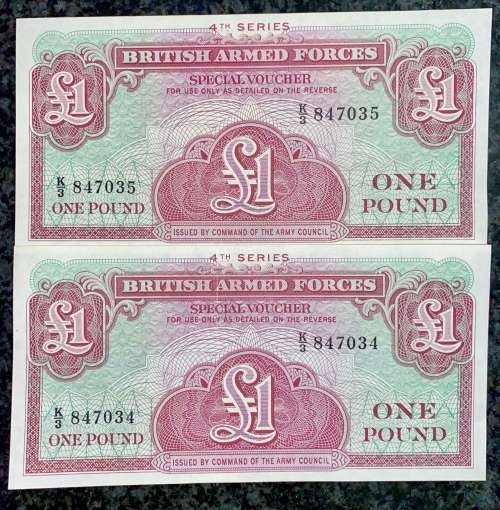 4TH SERIES
BRITISH ARMED FORCES
SPECIAL VOUCHER
FOR USE ONLY AS DETAILED ON THE REVERSE
£1 £1
K/3 847035
£1
K/3 847035
ONE POUND
ONE
POUND
ISSUED BY COMMAND OF THE ARMY COUNCIL
4TH SERIES
BRITISH ARMED FORCES
SPECIAL VOUCHER
FOR USE ONLY AS DETAILED ON THE REVERSE
£1 £1
K/3 847034
£1
K/3 847034
ONE POUND
ONE
POUND
ISSUED BY COMMAND OF THE ARMY COUNCIL